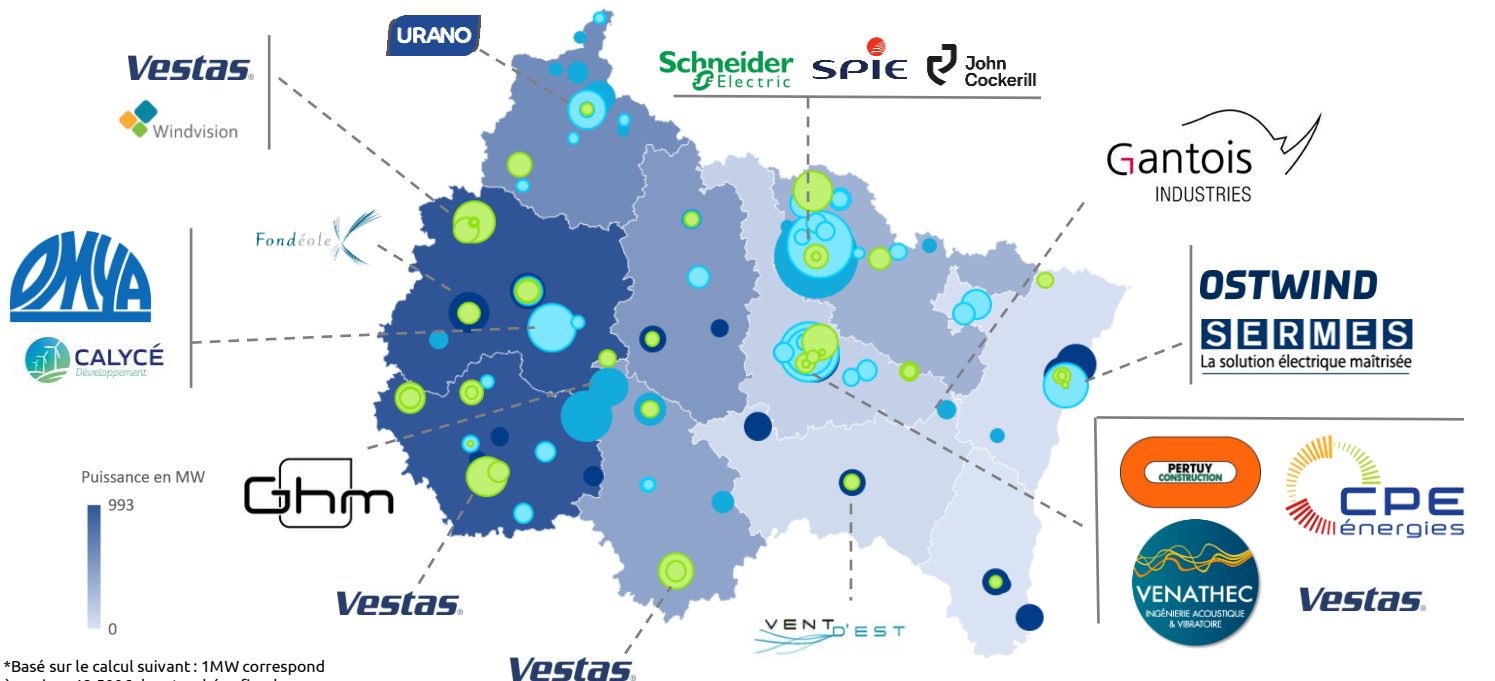 URANO
Vestas
Windvision
Schneider
Electric
SPIE
John
Cockerill
Gantois
INDUSTRIES
Fondéole
OMYA
CALYCÉ
Développement
OSTWIND
SERMES
La solution électrique maîtrisée
Puissance en MW
993
0
Ghm
PERTUY
CONSTRUCTION
CPE
énergies
VENATHEC
INGÉNIERIE ACOUSTIQUE
& VIBRATOIRE
Vestas
Vestas
VENT D'EST
Vestas
*Basé sur le calcul suivant : 1MW correspond